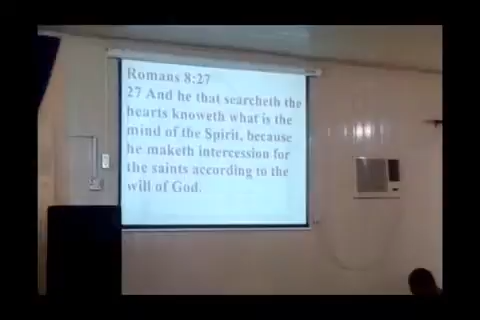 Romans 8:27
27 And he that searcheth the
hearts knoweth what is the
mind of the Spirit, because
he maketh intercession for
the saints according to the
will of God.